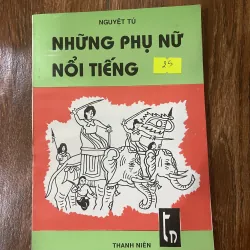 NGUYỆT TÚ
NHỮNG PHỤ NỮ
NỔI TIẾNG
25
THANH NIÊN